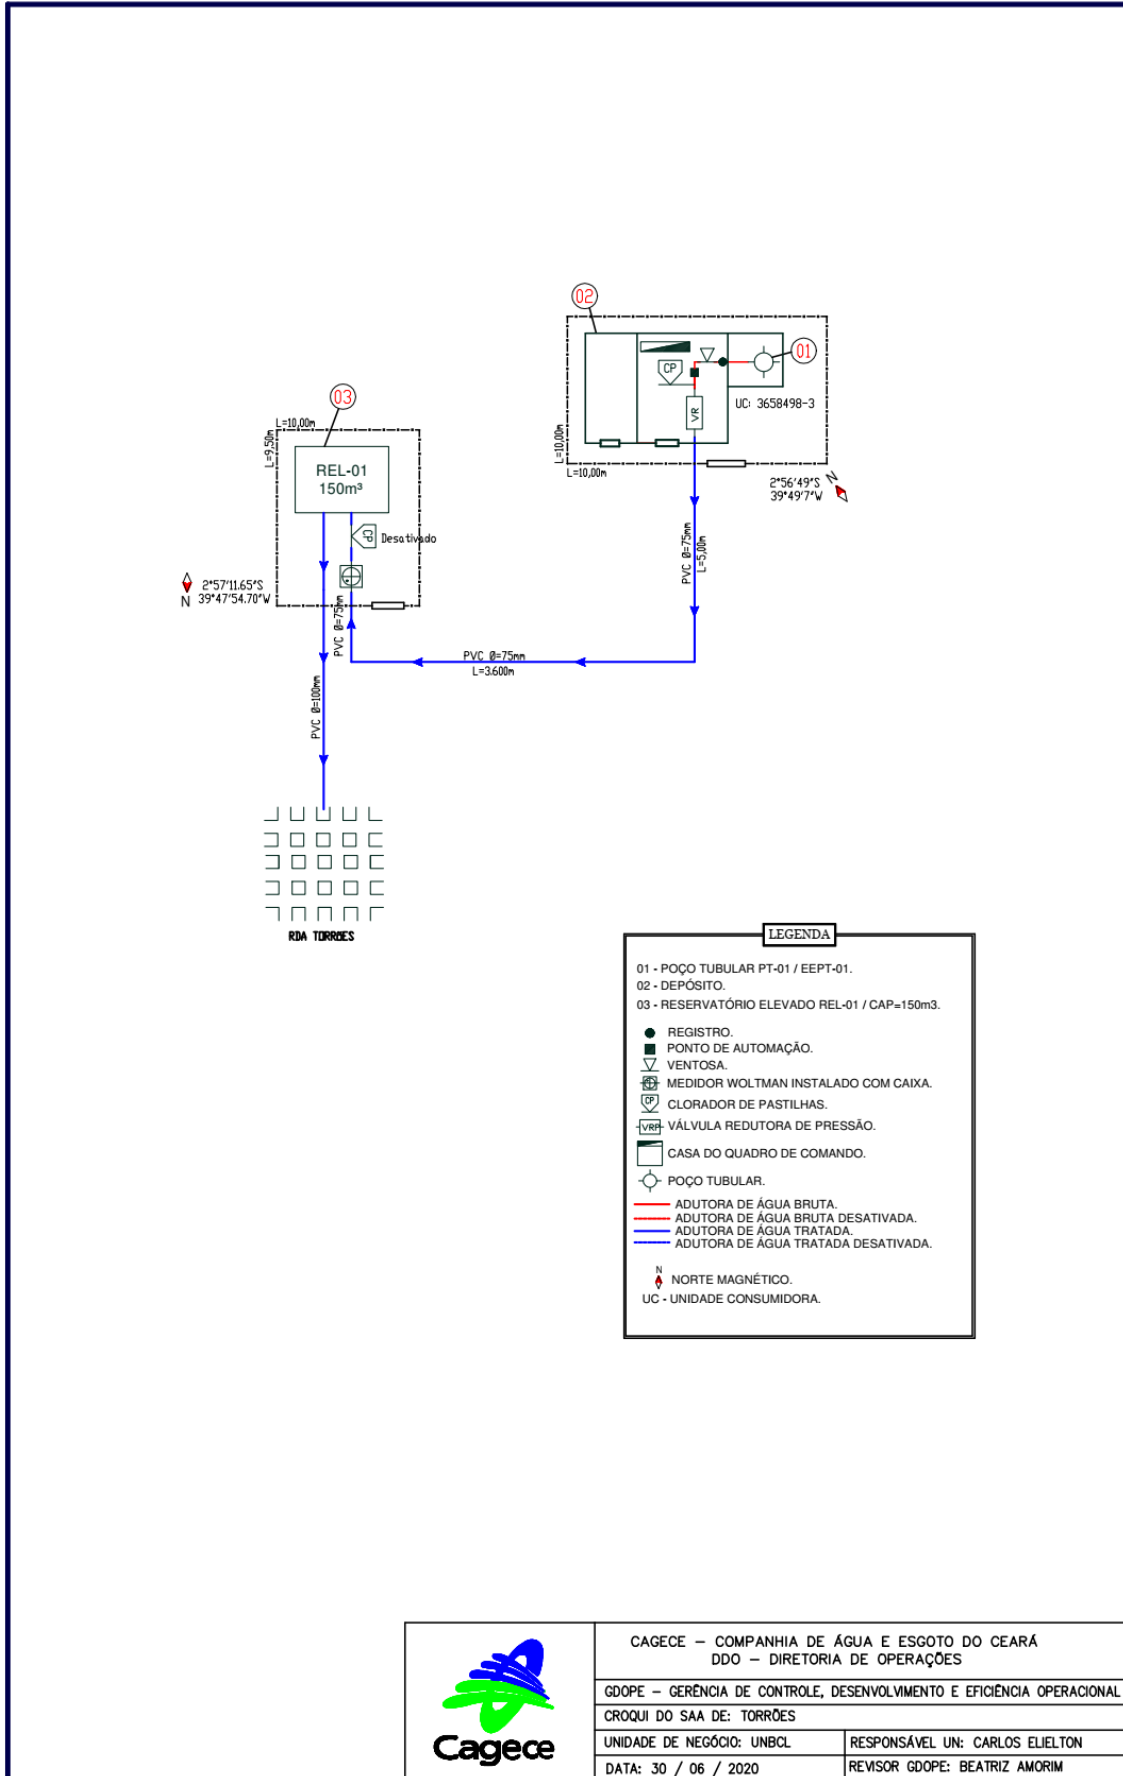 02
01
CP
VR
UC: 3658498-3
L=10,00m
L=10,00m
2°56'49"S
39°49'7"W
N
03
L=10,00m
L=9,50m
REL-01
150m³
CP
Desativado
2°57'11.65"S
39°47'54.70"W
N
PVC Ø=75mm
PVC Ø=75mm
L=5,00m
PVC Ø=75mm
L=3.600m
PVC Ø=100mm
RDA TORRÕES
LEGENDA
01 - POÇO TUBULAR PT-01 / EEPT-01.
02 - DEPÓSITO.
03 - RESERVATÓRIO ELEVADO REL-01 / CAP=150m3.
REGISTRO.
PONTO DE AUTOMAÇÃO.
VENTOSA.
MEDIDOR WOLTMAN INSTALADO COM CAIXA.
CP CLORADOR DE PASTILHAS.
VRP VÁLVULA REDUTORA DE PRESSÃO.
CASA DO QUADRO DE COMANDO.
POÇO TUBULAR.
ADUTORA DE ÁGUA BRUTA.
ADUTORA DE ÁGUA BRUTA DESATIVADA.
ADUTORA DE ÁGUA TRATADA.
ADUTORA DE ÁGUA TRATADA DESATIVADA.
N
NORTE MAGNÉTICO.
UC - UNIDADE CONSUMIDORA.
Cagece
CAGECE – COMPANHIA DE ÁGUA E ESGOTO DO CEARÁ
DDO – DIRETORIA DE OPERAÇÕES
GDOPE – GERÊNCIA DE CONTROLE, DESENVOLVIMENTO E EFICIÊNCIA OPERACIONAL
CROQUI DO SAA DE: TORRÕES
UNIDADE DE NEGÓCIO: UNBCL
RESPONSÁVEL UN: CARLOS ELIELTON
DATA: 30 / 06 / 2020
REVISOR GDOPE: BEATRIZ AMORIM